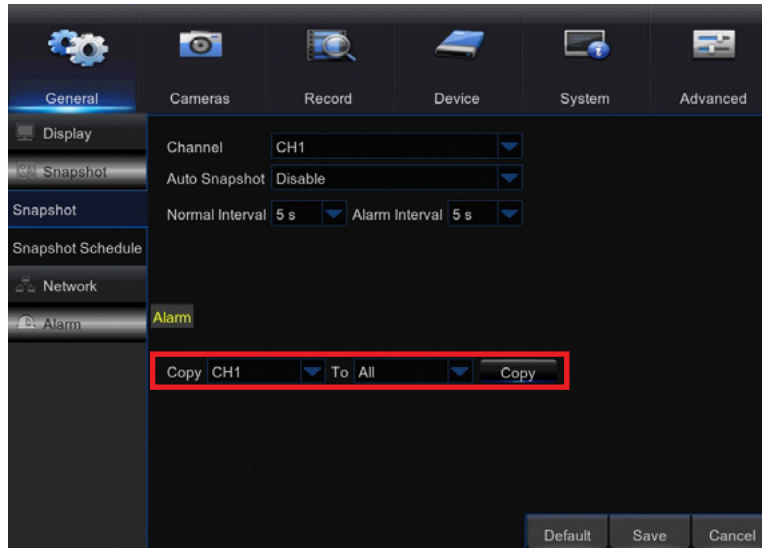 General Cameras Record Device System Advanced
Display
Channel CH1
Snapshot
Auto Snapshot Disable
Snapshot
Normal Interval 5 s Alarm Interval 5 s
Snapshot Schedule
Network
Alarm
Alarm
Copy CH1 To All Copy
Default Save Cancel